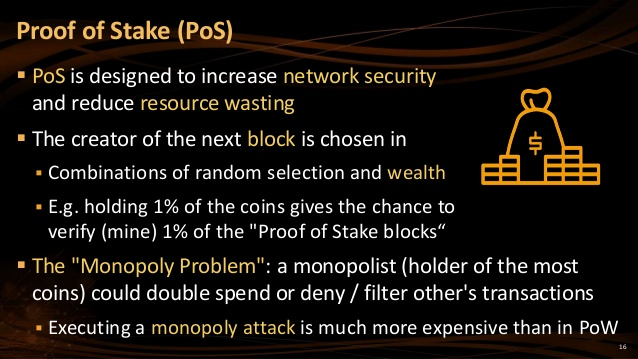 Proof of Stake (PoS)
▪ PoS is designed to increase network security
and reduce resource wasting
▪ The creator of the next block is chosen in
▪ Combinations of random selection and wealth
▪ E.g. holding 1% of the coins gives the chance to
verify (mine) 1% of the "Proof of Stake blocks“
▪ The "Monopoly Problem": a monopolist (holder of the most
coins) could double spend or deny / filter other's transactions
▪ Executing a monopoly attack is much more expensive than in PoW
$
16